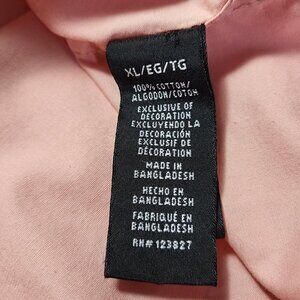 XL/EG/TG
100% COTTON/
ALGODON/COTON
EXCLUSIVE OF
DECORATION
EXCLUYENDO LA
DECORACIÓN
EXCLUSIF DE
DÉCORATION
MADE IN
BANGLADESH
HECHO EN
BANGLADESH
FABRIQUÉ EN
BANGLADESH
RN# 123827